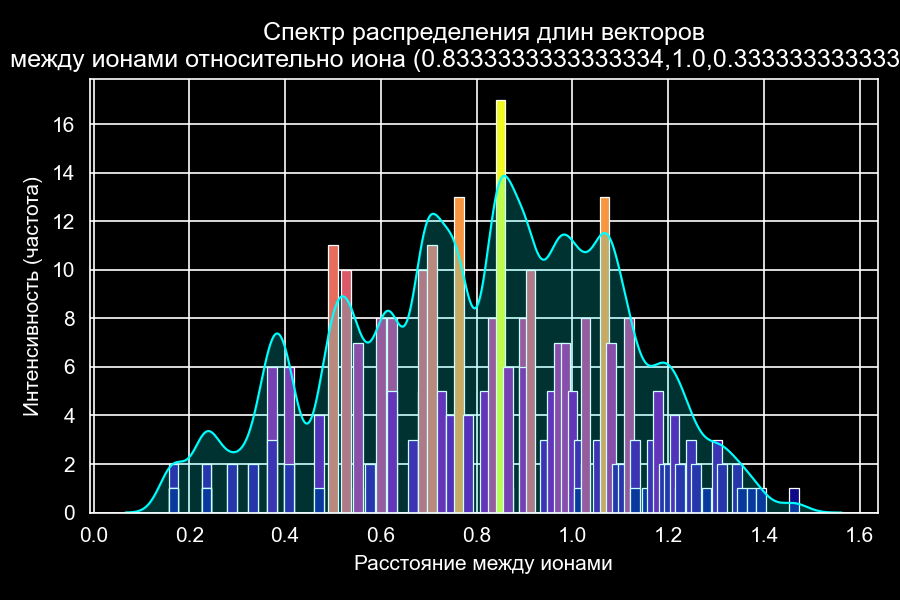 Спектр распределения длин векторов
между ионами относительно иона (0.8333333333333334,1.0,0.333333333333
Интенсивность (частота)
16
14
12
10
8
6
4
2
0
0.0 0.2 0.4 0.6 0.8 1.0 1.2 1.4 1.6
Расстояние между ионами